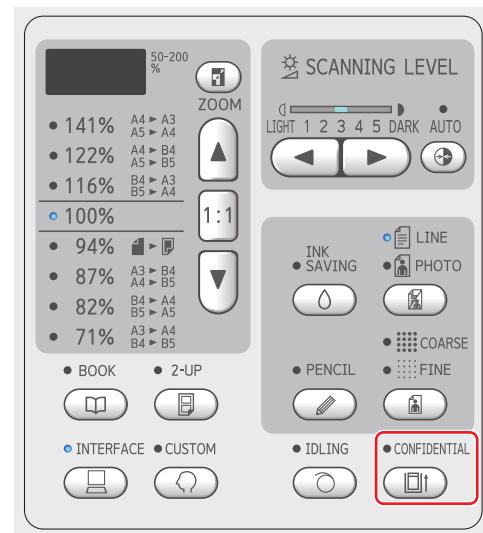 50-200
%
ZOOM
141% A4 ► A3
A5 ► A4
122% A4 ► B4
A5 ► B5
116% B4 ► A3
B5 ► A4
100%
1:1
94%
87% A3 ► B4
A4 ► B5
82% B4 ► A4
B5 ► A5
71% A3 ► A4
B4 ► B5
SCANNING LEVEL
LIGHT 1 2 3 4 5 DARK AUTO
INK
SAVING
LINE
PHOTO
COARSE
PENCIL
FINE
BOOK
2-UP
INTERFACE
CUSTOM
IDLING
CONFIDENTIAL